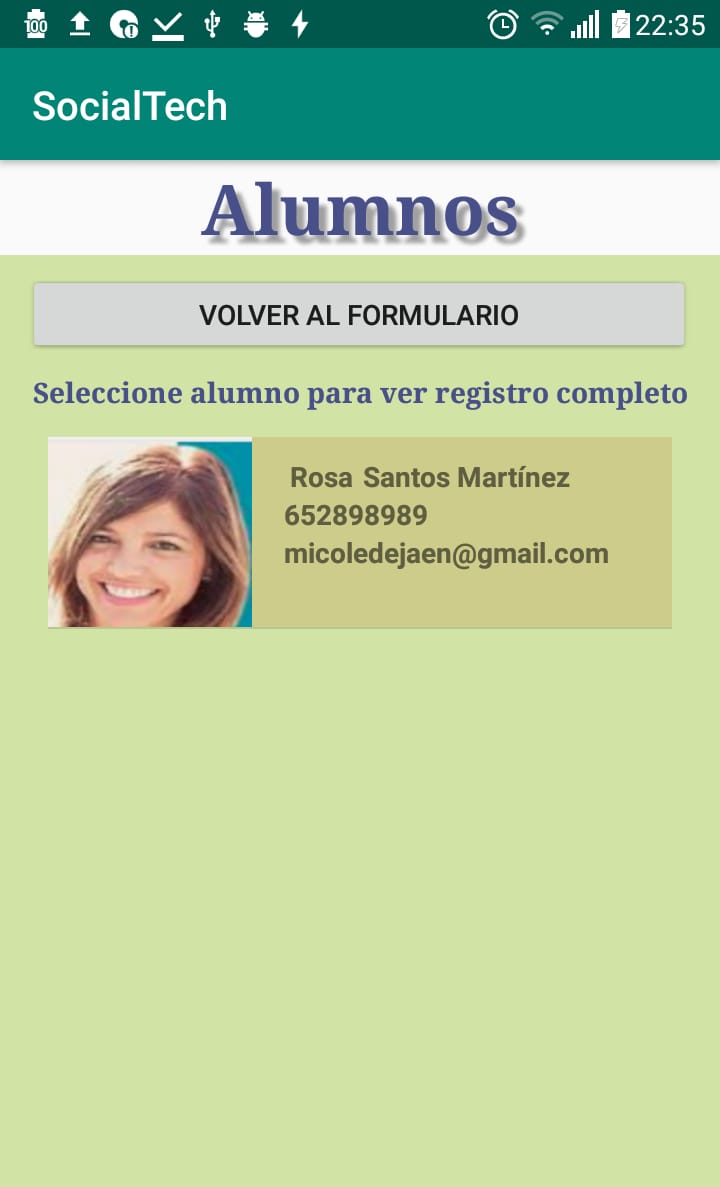 100
22:35
SocialTech
Alumnos
VOLVER AL FORMULARIO
Seleccione alumno para ver registro completo
Rosa Santos Martínez
652898989
micoledejaen@gmail.com